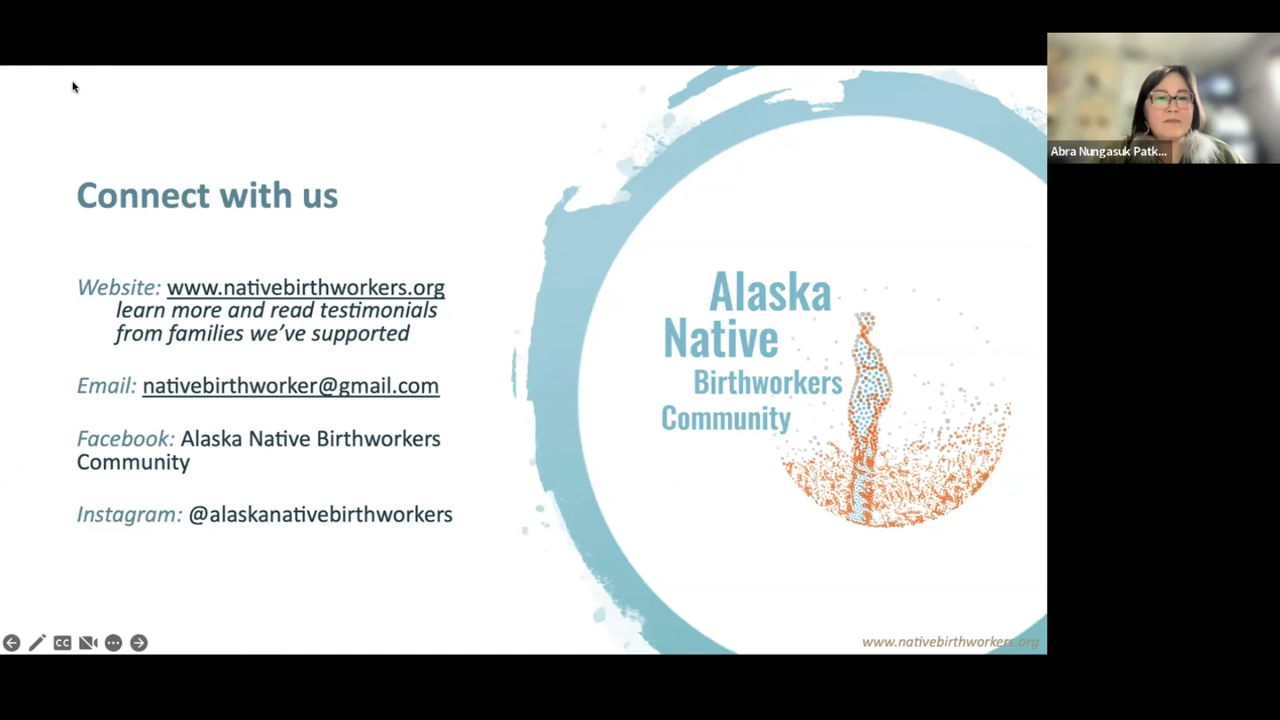 Connect with us
Website: www.nativebirthworkers.org
learn more and read testimonials
from families we've supported
Email: nativebirthworker@gmail.com
Facebook: Alaska Native Birthworkers
Community
Instagram: @alaskanativebirthworkers
Alaska
Native
Birthworkers
Community
www.nativebirthworkers.org
CC
Abra Nungasuk Patk...